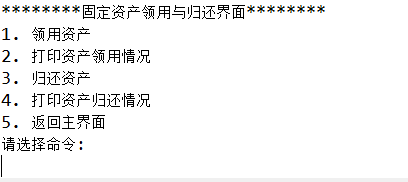 ********固定资产领用与归还界面********
1. 领用资产
2. 打印资产领用情况
3. 归还资产
4. 打印资产归还情况
5. 返回主界面
请选择命令: